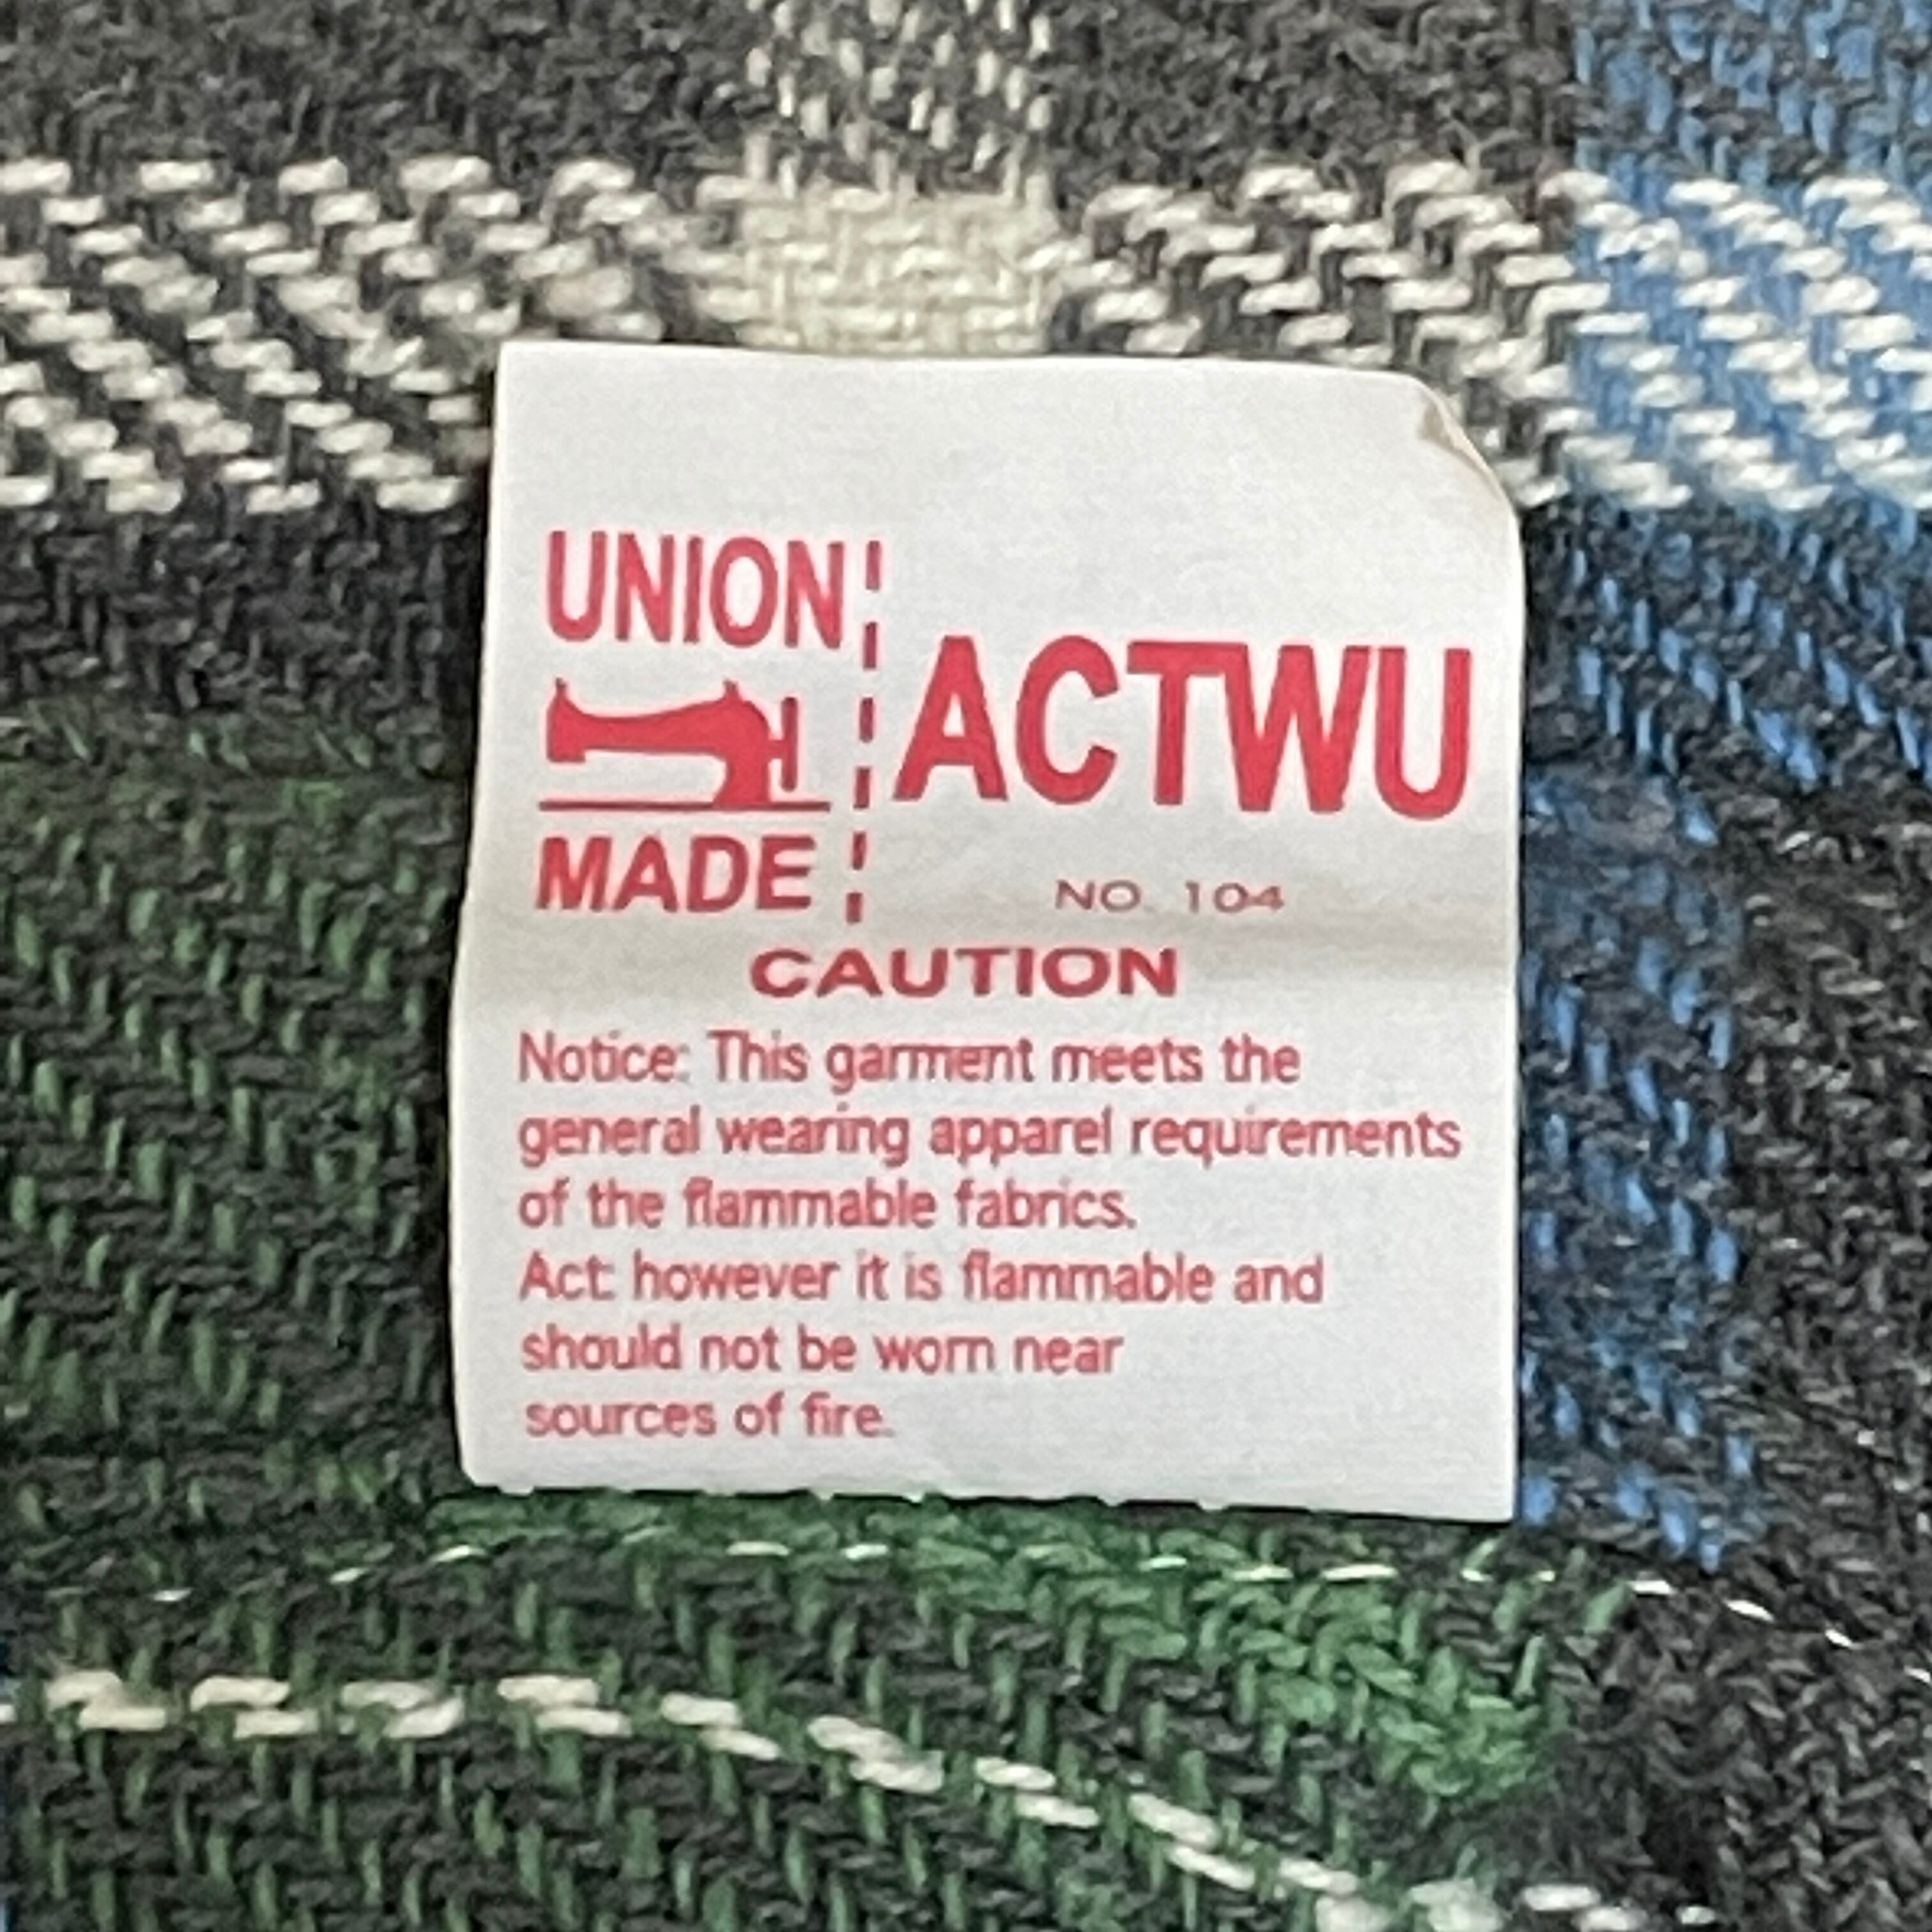 UNION
MADE
ACTWU
NO. 104
CAUTION
Notice: This garment meets the
general wearing apparel requirements
of the flammable fabrics.
Act: however it is flammable and
should not be worn near
sources of fire.